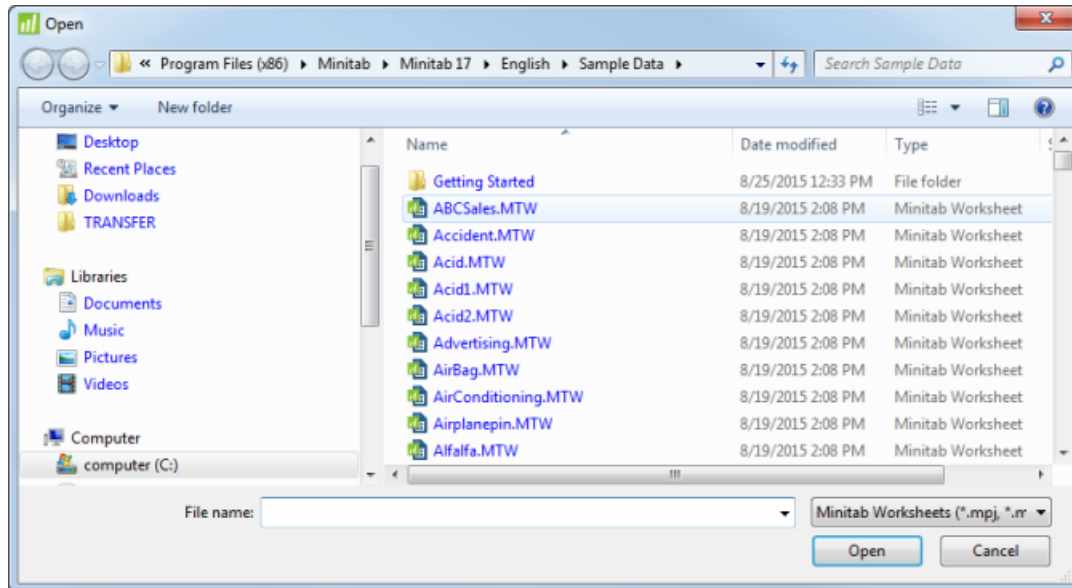 Open
« Program Files (x86) ▸ Minitab ▸ Minitab 17 ▸ English ▸ Sample Data ▸ Search Sample Data
Organize New folder
Desktop
Recent Places
Downloads
TRANSFER
Libraries
Documents
Music
Pictures
Videos
Computer
computer (C:)
Name Date modified Type
Getting Started 8/25/2015 12:33 PM File folder
ABCSales.MTW 8/19/2015 2:08 PM Minitab Worksheet
Accident.MTW 8/19/2015 2:08 PM Minitab Worksheet
Acid.MTW 8/19/2015 2:08 PM Minitab Worksheet
Acid1.MTW 8/19/2015 2:08 PM Minitab Worksheet
Acid2.MTW 8/19/2015 2:08 PM Minitab Worksheet
Advertising.MTW 8/19/2015 2:08 PM Minitab Worksheet
AirBag.MTW 8/19/2015 2:08 PM Minitab Worksheet
AirConditioning.MTW 8/19/2015 2:08 PM Minitab Worksheet
Airplanepin.MTW 8/19/2015 2:08 PM Minitab Worksheet
Alfalfa.MTW 8/19/2015 2:08 PM Minitab Worksheet
File name: Minitab Worksheets (*.mpj, *.m
Open Cancel